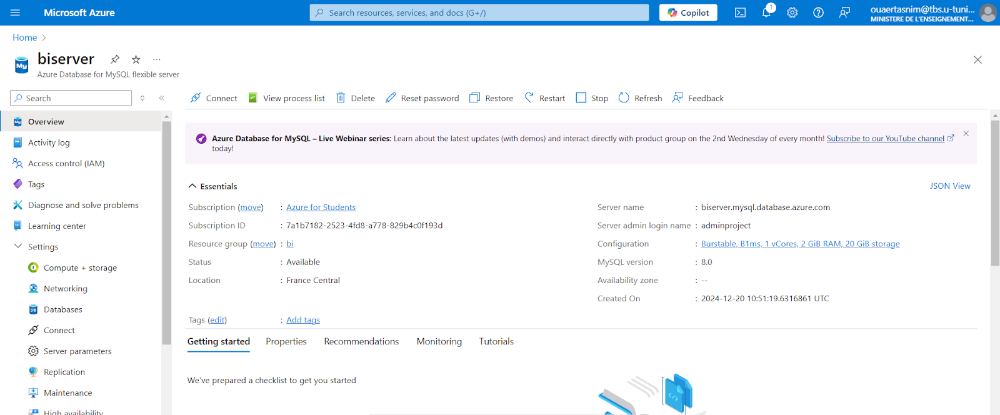 Microsoft Azure
Search resources, services, and docs (G+/)
Copilot
1
ouaertasnim@tbs.u-tuni...
MINISTERE DE L'ENSEIGNEMENT...
Home
biserver
Azure Database for MySQL flexible server
Search
Connect View process list Delete Reset password Restore Restart Stop Refresh Feedback
Overview
Activity log
Access control (IAM)
Tags
Diagnose and solve problems
Learning center
Settings
Compute + storage
Networking
Databases
Connect
Server parameters
Replication
Maintenance
High availability
Azure Database for MySQL – Live Webinar series: Learn about the latest updates (with demos) and interact directly with product group on the 2nd Wednesday of every month! Subscribe to our YouTube channel
today!
Essentials
JSON View
Subscription (move) : Azure for Students
Subscription ID : 7a1b7182-2523-4fd8-a778-829b4c0f193d
Resource group (move) : bi
Status : Available
Location : France Central
Tags (edit) : Add tags
Server name : biserver.mysql.database.azure.com
Server admin login name : adminproject
Configuration : Burstable, B1ms, 1 vCores, 2 GiB RAM, 20 GiB storage
MySQL version : 8.0
Availability zone : --
Created On : 2024-12-20 10:51:19.6316861 UTC
Getting started Properties Recommendations Monitoring Tutorials
We've prepared a checklist to get you started